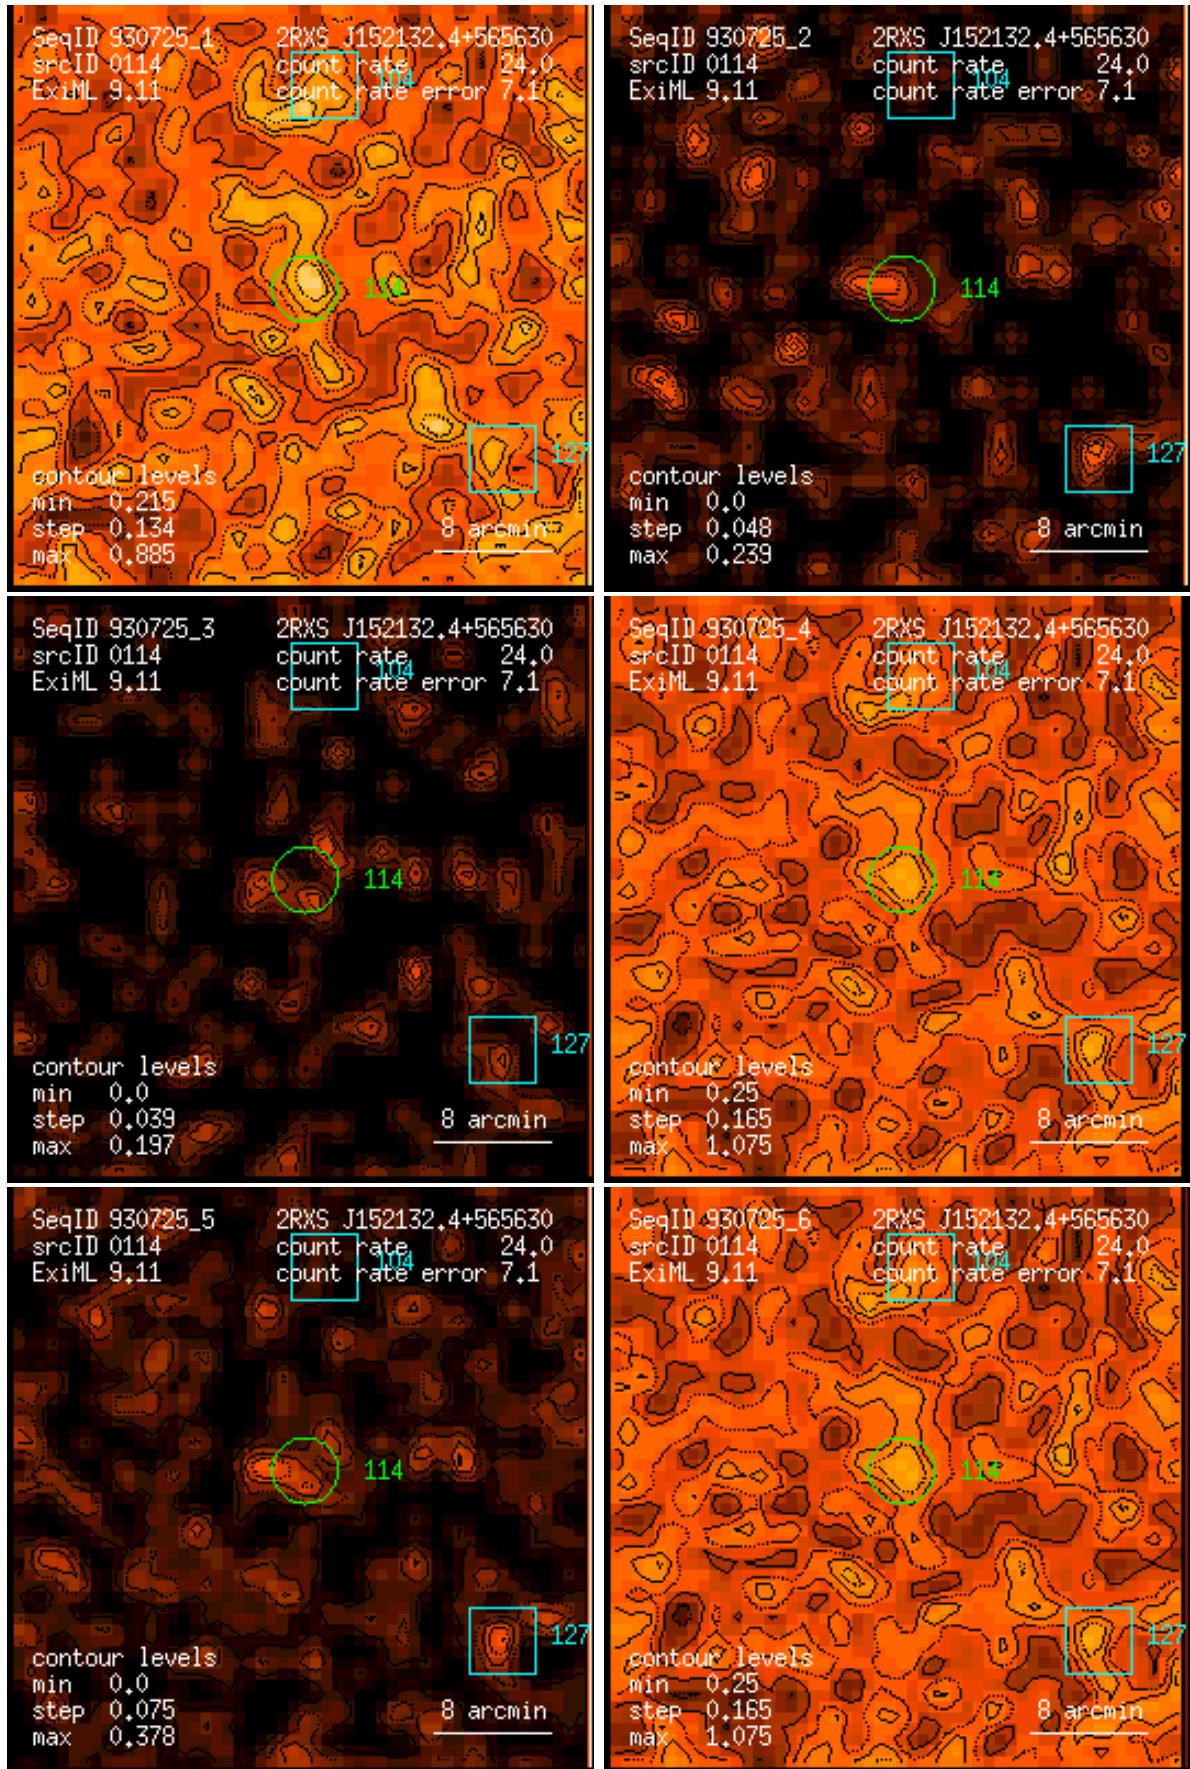 SeqID 930725_1 2RXS J152132.4+565630
srcID 0114 count rate 24.0
104
ExiML 9.11 count rate error 7.1
114
127
contour levels
min 0.215
step 0.134 8 arcmin
max 0.885
SeqID 930725_2 2RXS J152132.4+565630
srcID 0114 count rate 24.0
104
ExiML 9.11 count rate error 7.1
114
127
contour levels
min 0.0
step 0.048 8 arcmin
max 0.239
SeqID 930725_3 2RXS J152132.4+565630
srcID 0114 count rate 24.0
104
ExiML 9.11 count rate error 7.1
114
127
contour levels
min 0.0
step 0.039 8 arcmin
max 0.197
SeqID 930725_4 2RXS J152132.4+565630
srcID 0114 count rate 24.0
104
ExiML 9.11 count rate error 7.1
114
127
contour levels
min 0.25
step 0.165 8 arcmin
max 1.075
SeqID 930725_5 2RXS J152132.4+565630
srcID 0114 count rate 24.0
104
ExiML 9.11 count rate error 7.1
114
127
contour levels
min 0.0
step 0.075 8 arcmin
max 0.378
SeqID 930725_6 2RXS J152132.4+565630
srcID 0114 count rate 24.0
104
ExiML 9.11 count rate error 7.1
114
127
contour levels
min 0.25
step 0.165 8 arcmin
max 1.075